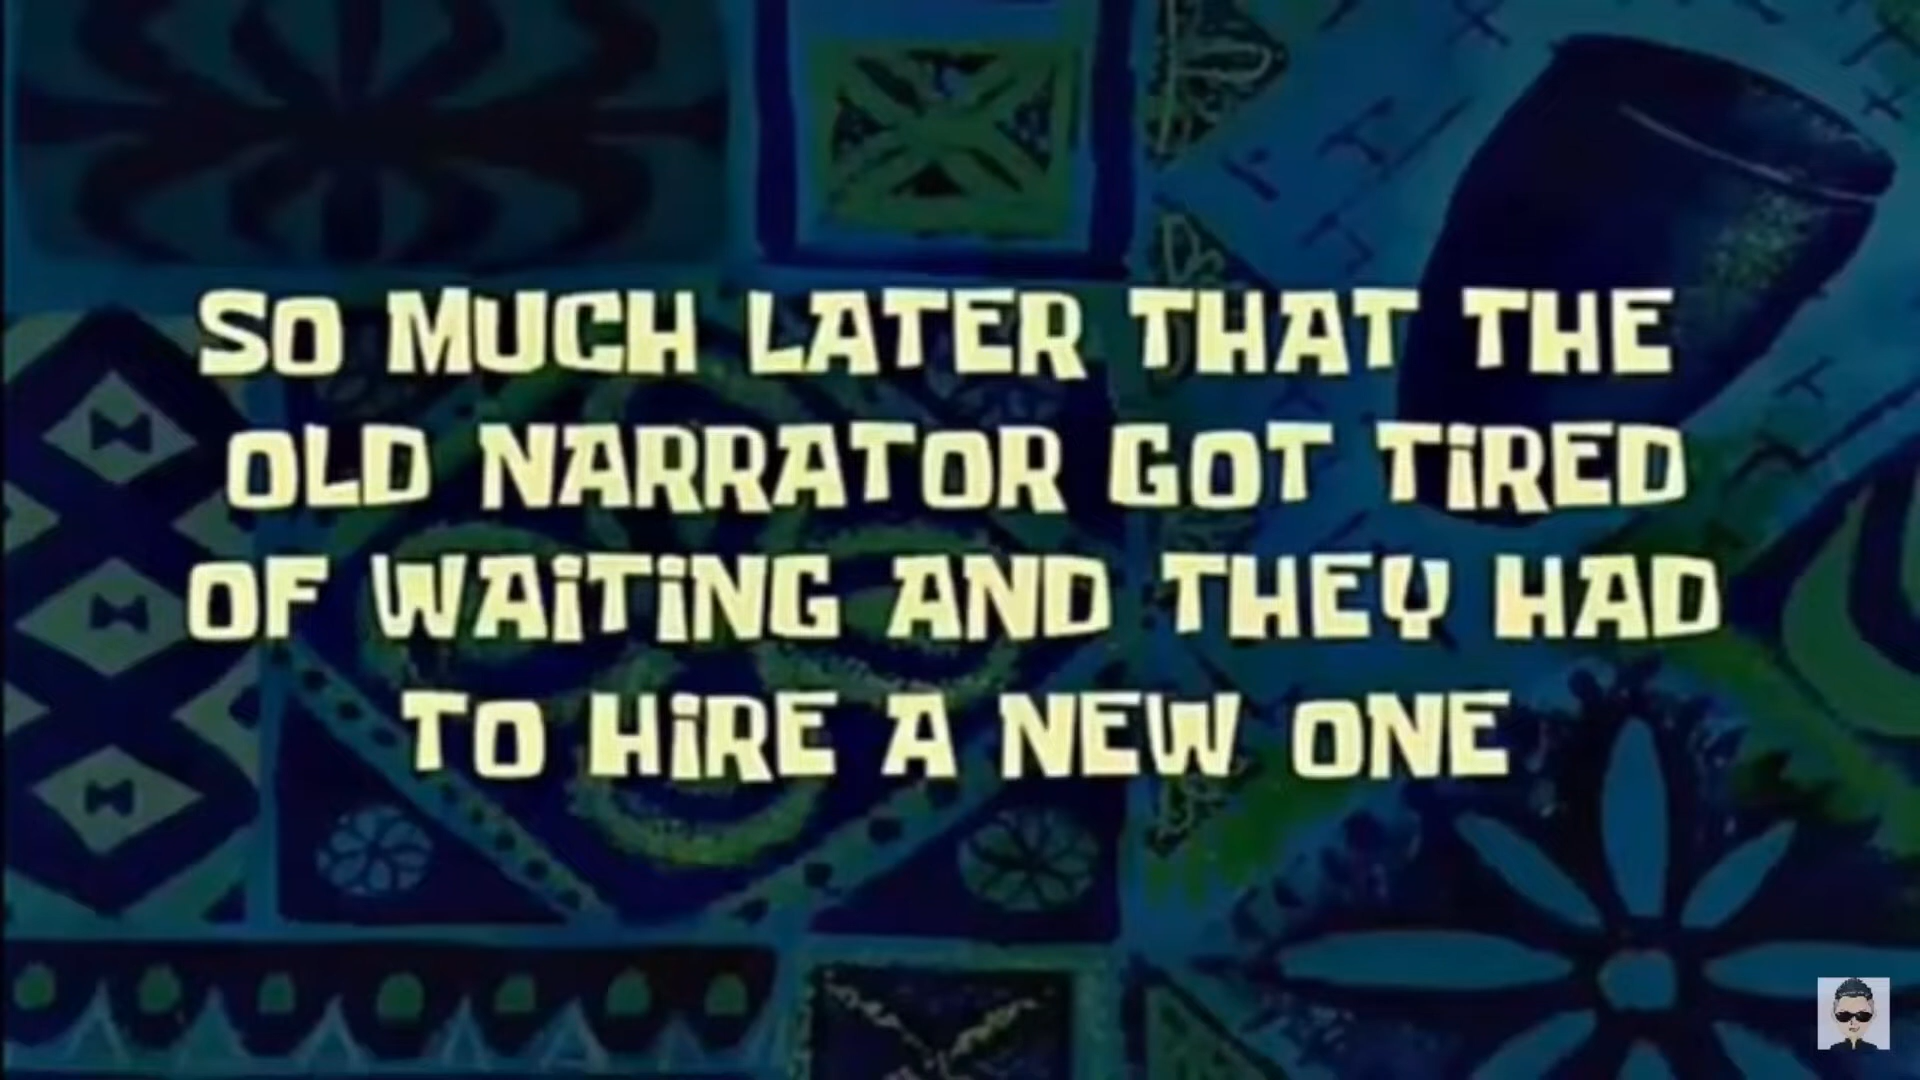 SO MUCH LATER THAT THE
OLD NARRATOR GOT TiRED
OF WAiTiNG AND THEY HAD
TO HiRE A NEW ONE